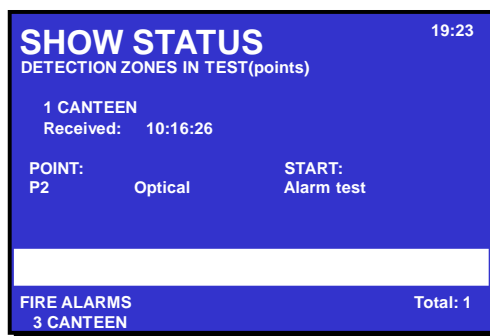 19:23
SHOW STATUS
DETECTION ZONES IN TEST(points)
1 CANTEEN
Received: 10:16:26
POINT: START:
P2 Optical Alarm test
FIRE ALARMS Total: 1
3 CANTEEN